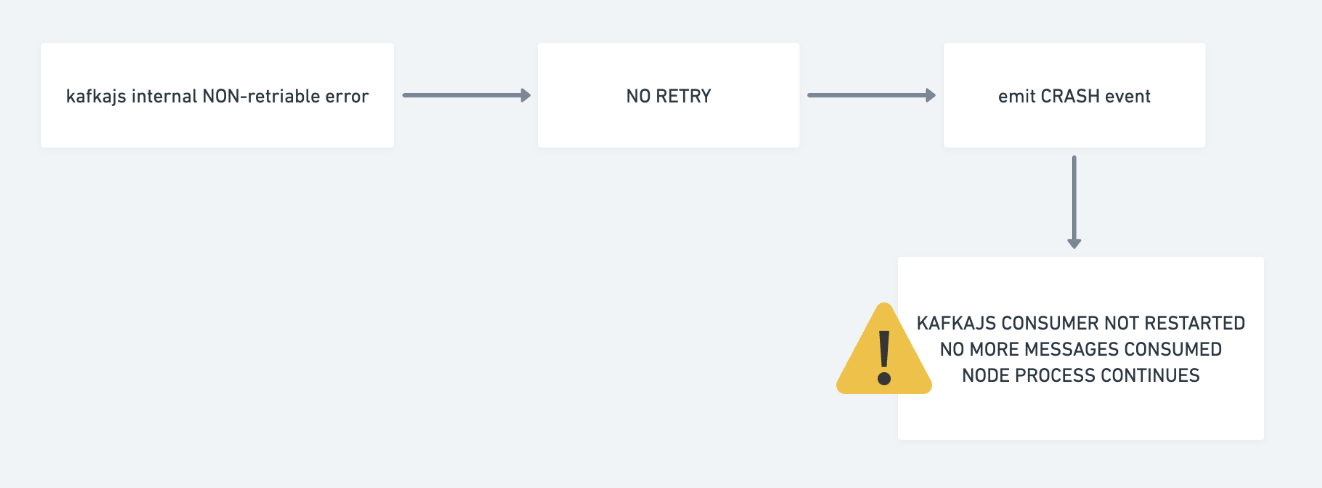 kafkajs internal NON-retriable error
NO RETRY
emit CRASH event
KAFKAJS CONSUMER NOT RESTARTED
NO MORE MESSAGES CONSUMED
NODE PROCESS CONTINUES